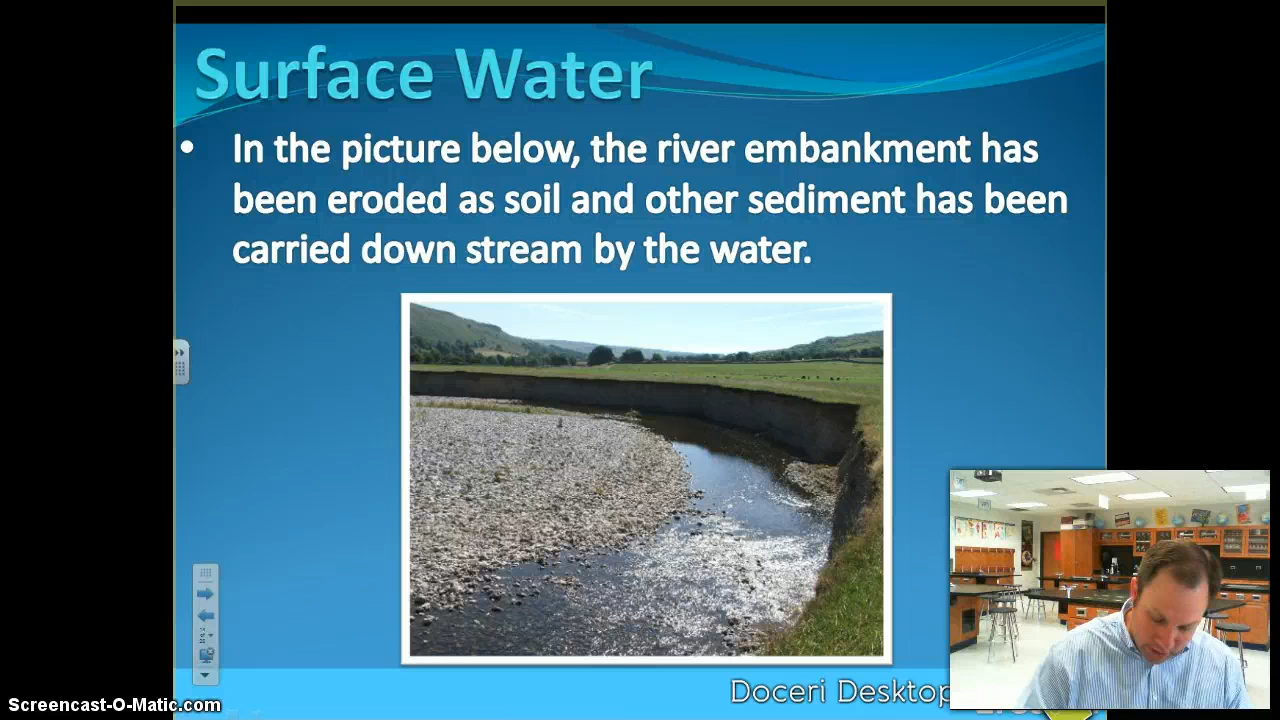 Surface Water
• In the picture below, the river embankment has
been eroded as soil and other sediment has been
carried down stream by the water.
Doceri Desktop
Screencast-O-Matic.com